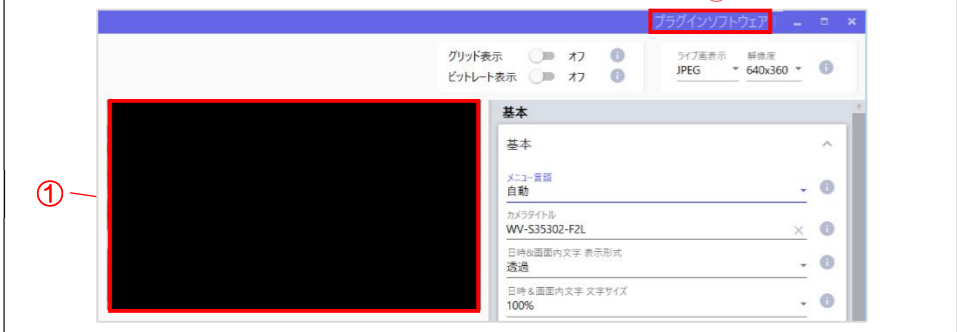 プラグインソフトウェア
グリッド表示 オフ
ビットレート表示 オフ
ライブ画表示 解像度
JPEG 640x360
基本
基本
①
メニュー言語
自動
カメラタイトル
WV-S35302-F2L
日時&画面内文字 表示形式
透過
日時&画面内文字 文字サイズ
100%